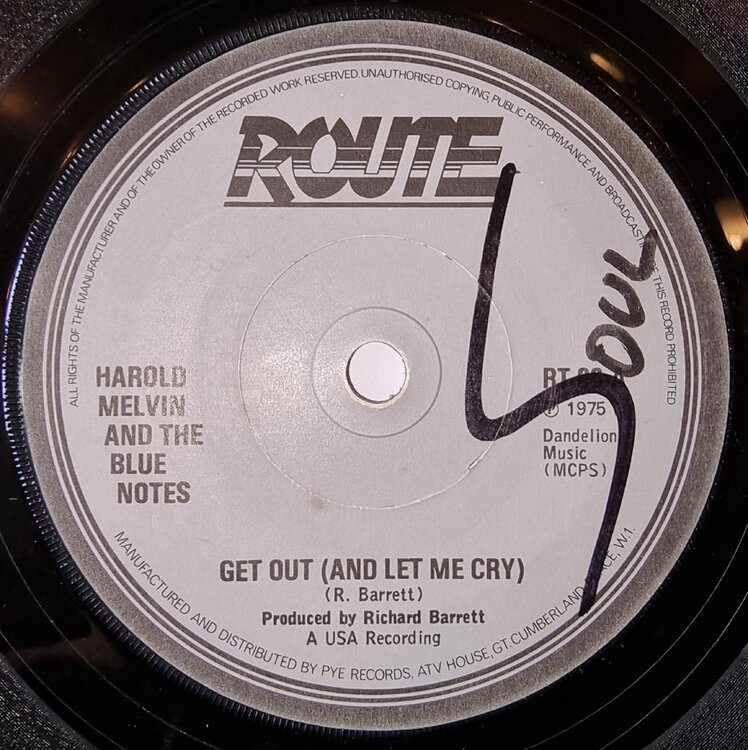 ALL RIGHTS OF THE MANUFACTURER AND OF THE OWNER OF THE RECORDED WORK RESERVED. UNAUTHORISED COPYING, PUBLIC PERFORMANCE AND BROADCASTING OF THIS RECORD PROHIBITED
ROUTE
SOUL
HAROLD
MELVIN
AND THE
BLUE
NOTES
RT
℗ 1975
Dandelion
Music
(MCPS)
GET OUT (AND LET ME CRY)
(R. Barrett)
Produced by Richard Barrett
A USA Recording
MANUFACTURED AND DISTRIBUTED BY PYE RECORDS, ATV HOUSE, GT. CUMBERLAND PLACE, W.1.